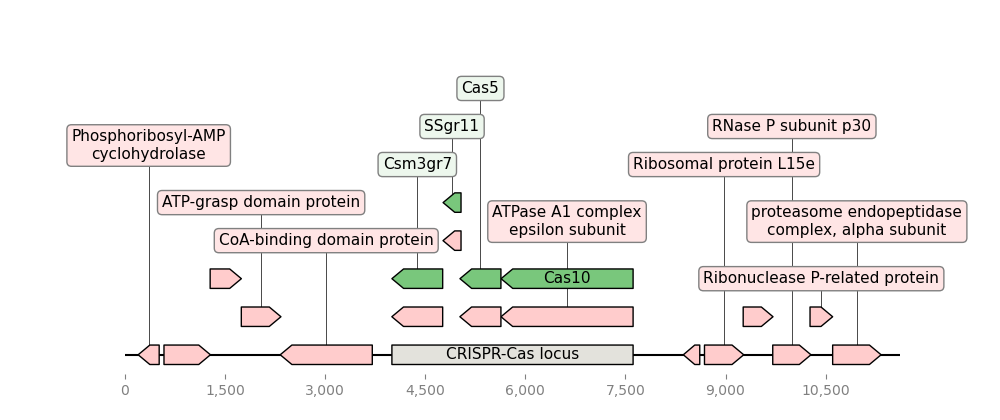 Cas5
SSgr11
RNase P subunit p30
Phosphoribosyl-AMP
cyclohydrolase
Csm3gr7
Ribosomal protein L15e
ATP-grasp domain protein
ATPase A1 complex
epsilon subunit
proteasome endopeptidase
complex, alpha subunit
CoA-binding domain protein
Cas10
Ribonuclease P-related protein
CRISPR-Cas locus
0 1,500 3,000 4,500 6,000 7,500 9,000 10,500